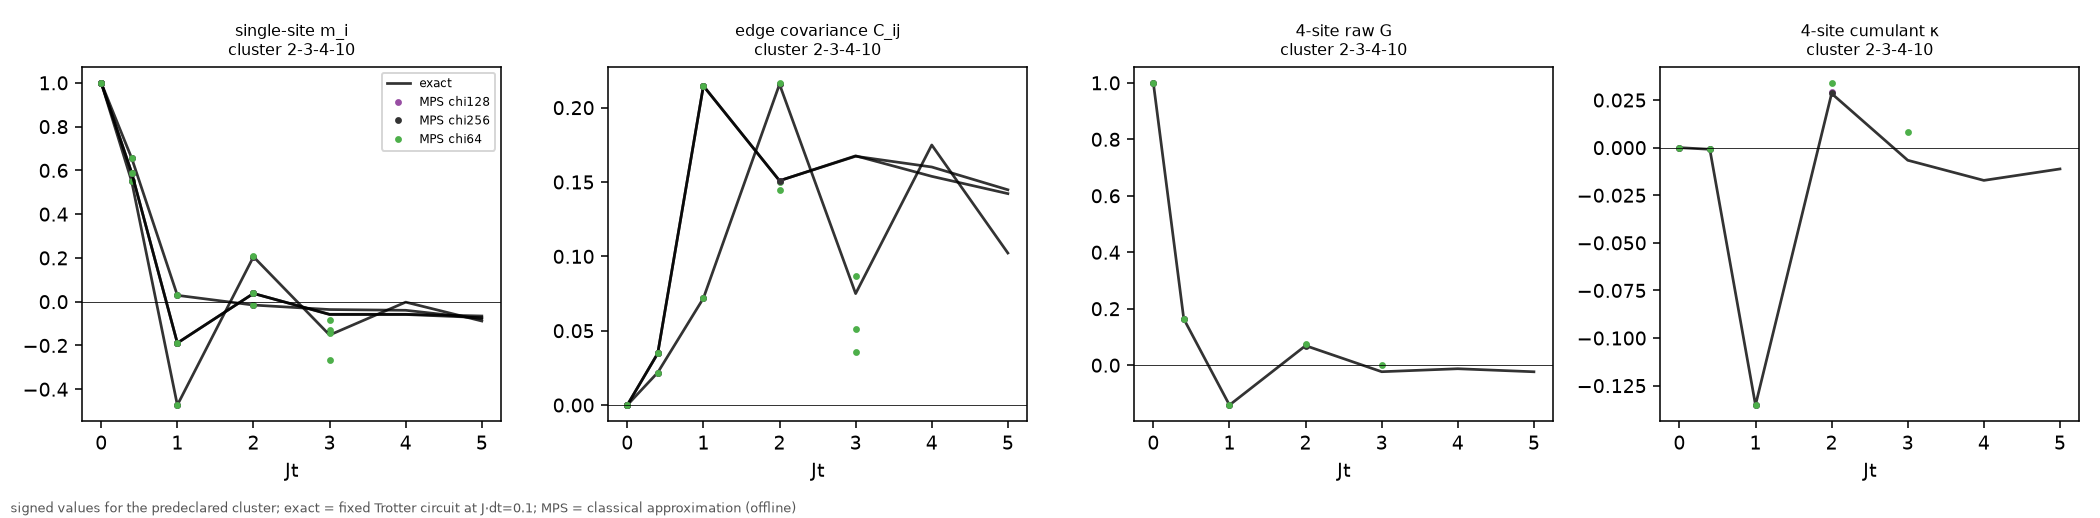 single-site m_i
cluster 2-3-4-10
1.0
0.8
0.6
0.4
0.2
0.0
−0.2
−0.4
0
1
2
3
4
5
Jt
exact
MPS chi128
MPS chi256
MPS chi64
edge covariance C_ij
cluster 2-3-4-10
0.20
0.15
0.10
0.05
0.00
0
1
2
3
4
5
Jt
4-site raw G
cluster 2-3-4-10
1.0
0.8
0.6
0.4
0.2
0.0
0
1
2
3
4
5
Jt
4-site cumulant κ
cluster 2-3-4-10
0.025
0.000
−0.025
−0.050
−0.075
−0.100
−0.125
0
1
2
3
4
5
Jt
signed values for the predeclared cluster; exact = fixed Trotter circuit at J·dt=0.1; MPS = classical approximation (offline)